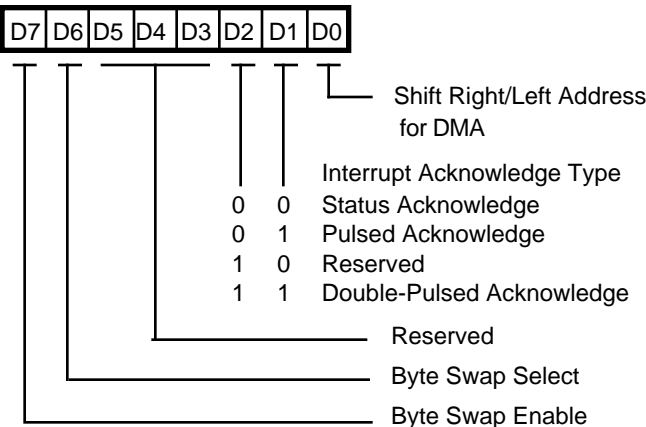 D7 D6 D5 D4 D3 D2 D1 D0
Shift Right/Left Address
for DMA
Interrupt Acknowledge Type
0 0 Status Acknowledge
0 1 Pulsed Acknowledge
1 0 Reserved
1 1 Double-Pulsed Acknowledge
Reserved
Byte Swap Select
Byte Swap Enable